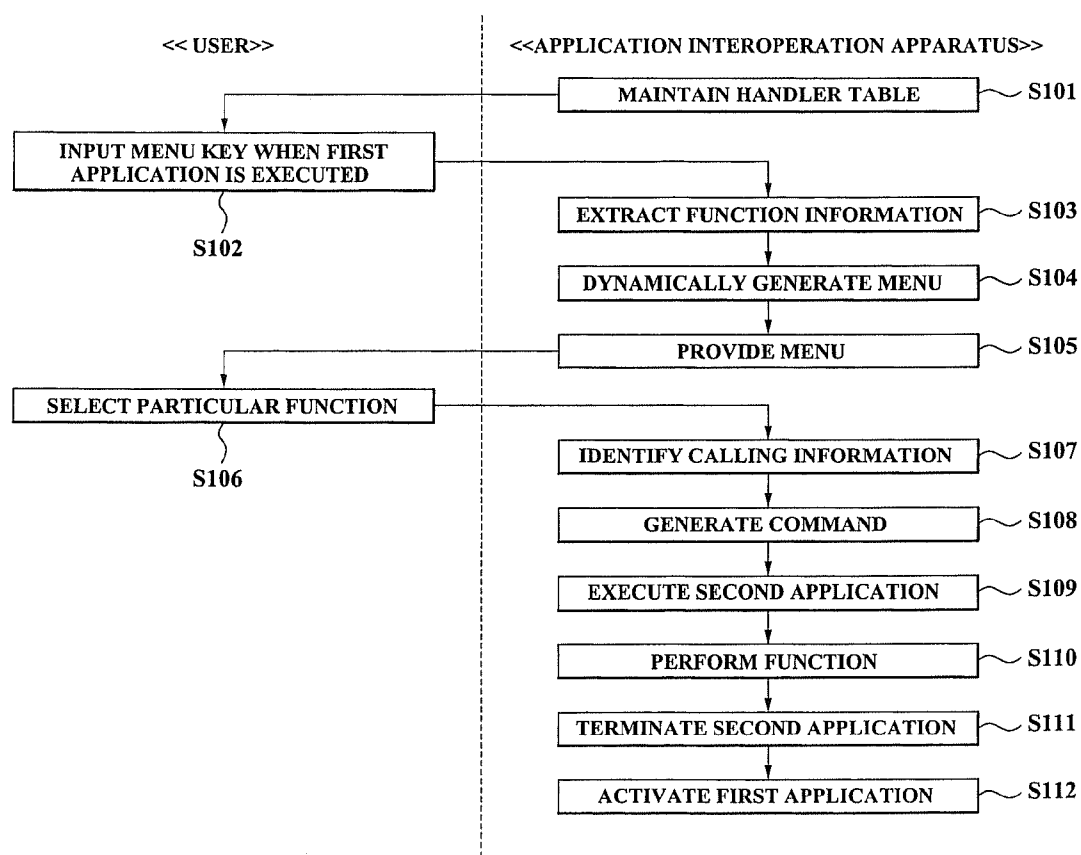 << USER>>
<<APPLICATION INTEROPERATION APPARATUS>>
MAINTAIN HANDLER TABLE
S101
INPUT MENU KEY WHEN FIRST
APPLICATION IS EXECUTED
S102
EXTRACT FUNCTION INFORMATION
S103
DYNAMICALLY GENERATE MENU
S104
PROVIDE MENU
S105
SELECT PARTICULAR FUNCTION
S106
IDENTIFY CALLING INFORMATION
S107
GENERATE COMMAND
S108
EXECUTE SECOND APPLICATION
S109
PERFORM FUNCTION
S110
TERMINATE SECOND APPLICATION
S111
ACTIVATE FIRST APPLICATION
S112